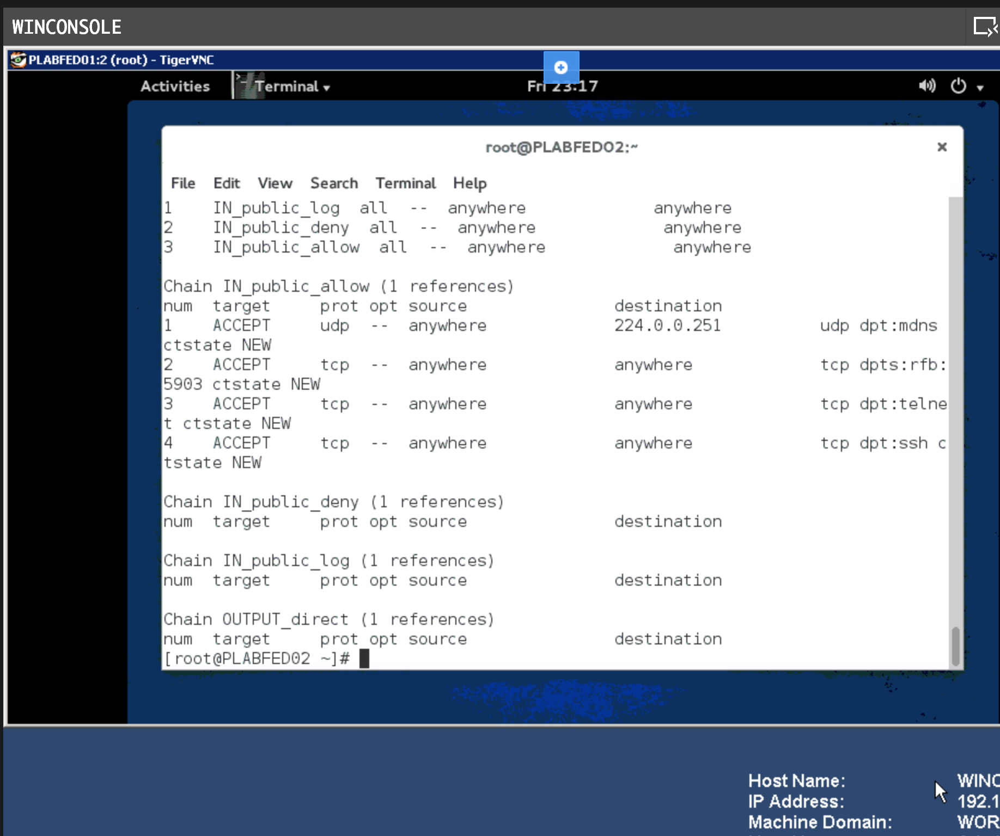 WINCONSOLE
PLABFED01:2 (root) - TigerVNC
Activities Terminal Fri 23:17
root@PLABFED02:~
File Edit View Search Terminal Help
1    IN_public_log  all  --  anywhere             anywhere
2    IN_public_deny  all  --  anywhere             anywhere
3    IN_public_allow  all  --  anywhere             anywhere
Chain IN_public_allow (1 references)
num  target     prot opt source               destination
1    ACCEPT     udp  --  anywhere             224.0.0.251          udp dpt:mdns
ctstate NEW
2    ACCEPT     tcp  --  anywhere             anywhere             tcp dpts:rfb:
5903 ctstate NEW
3    ACCEPT     tcp  --  anywhere             anywhere             tcp dpt:telne
t ctstate NEW
4    ACCEPT     tcp  --  anywhere             anywhere             tcp dpt:ssh c
tstate NEW
Chain IN_public_deny (1 references)
num  target     prot opt source               destination
Chain IN_public_log (1 references)
num  target     prot opt source               destination
Chain OUTPUT_direct (1 references)
num  target     prot opt source               destination
[root@PLABFED02 ~]#
Host Name: WINC
IP Address: 192.1
Machine Domain: WOR